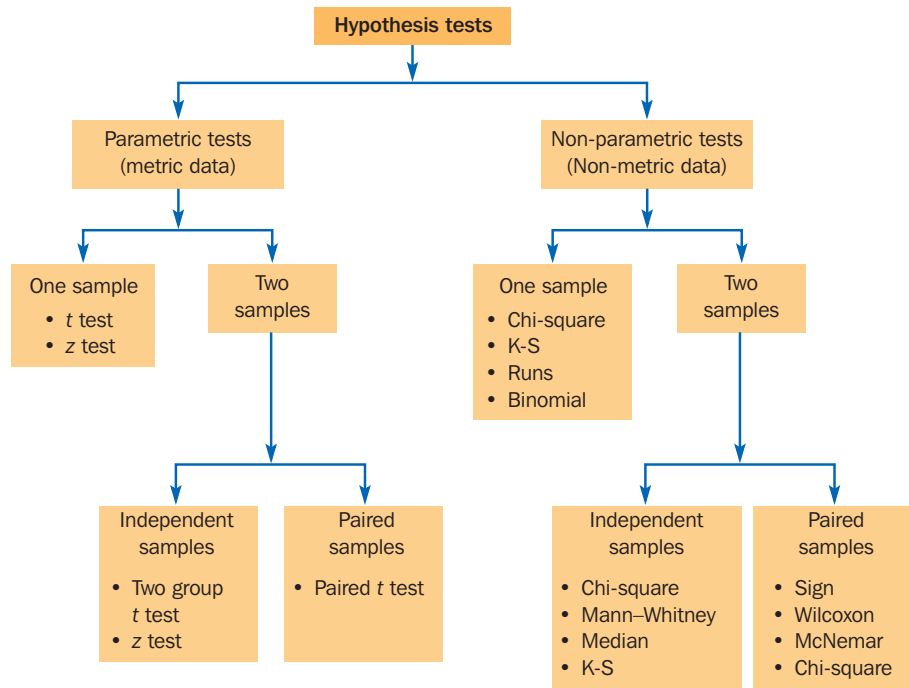 Hypothesis tests
Parametric tests
(metric data)
Non-parametric tests
(Non-metric data)
One sample
• t test
• z test
Two
samples
One sample
• Chi-square
• K-S
• Runs
• Binomial
Two
samples
Independent
samples
• Two group
t test
• z test
Paired
samples
• Paired t test
Independent
samples
• Chi-square
• Mann–Whitney
• Median
• K-S
Paired
samples
• Sign
• Wilcoxon
• McNemar
• Chi-square